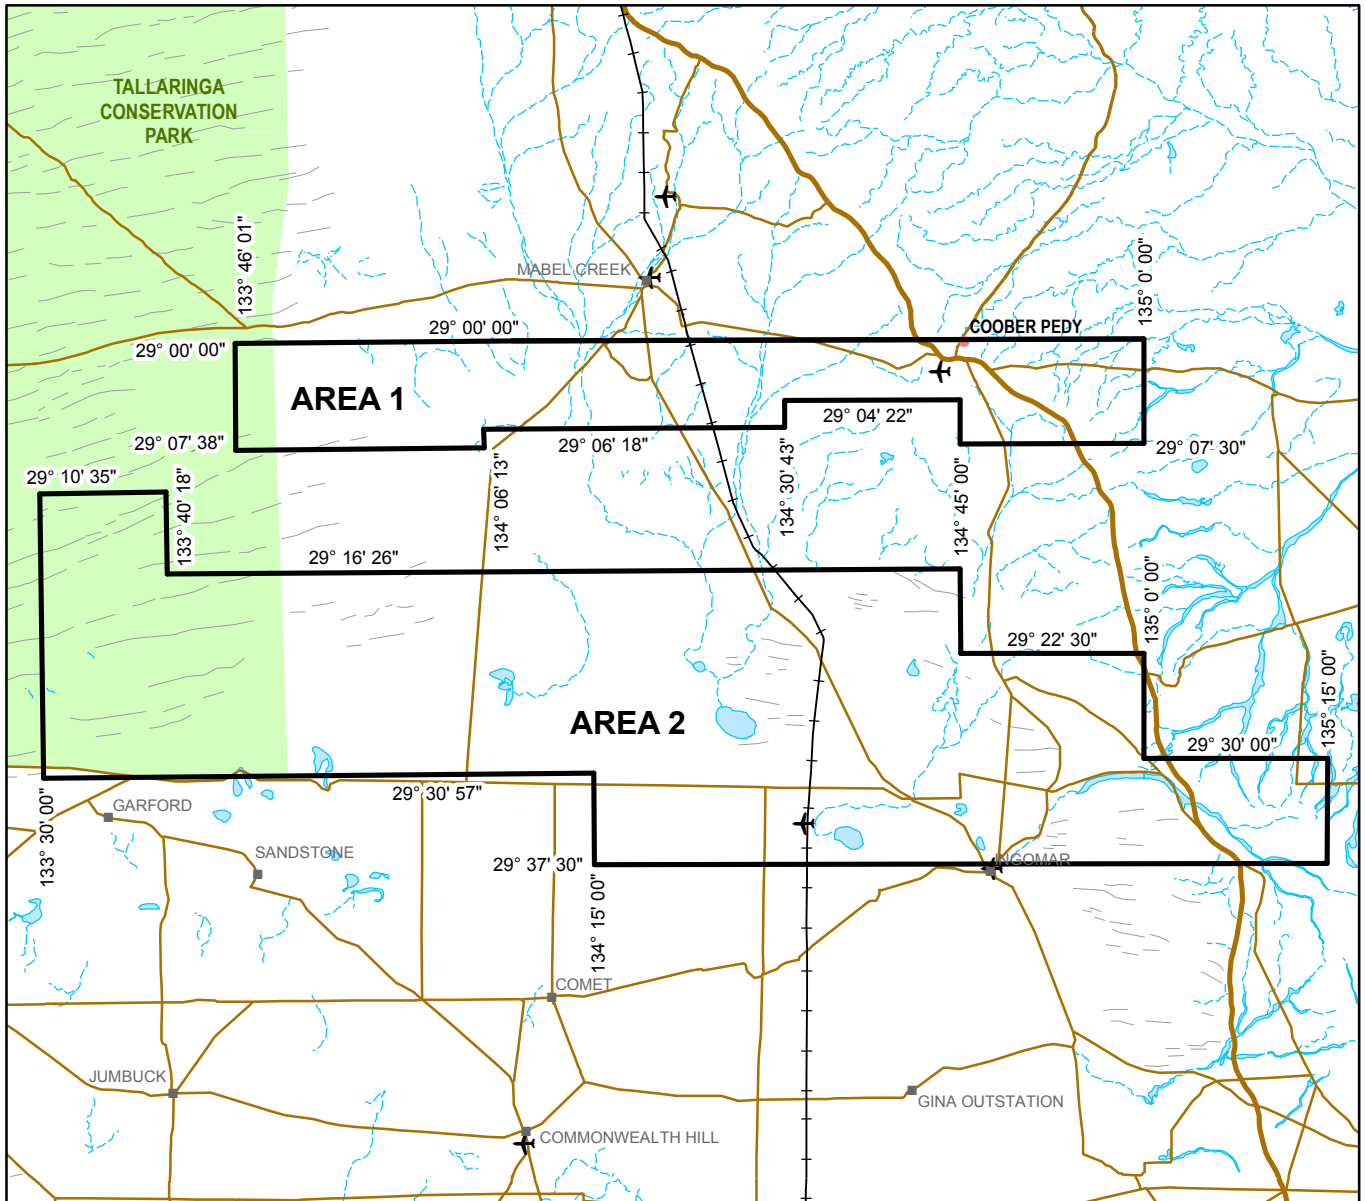 TALLARINGA
CONSERVATION
PARK
133° 46' 01"
MABEL CREEK
135° 0' 00"
29° 00' 00"
COOBER PEDY
29° 00' 00"
AREA 1
29° 04' 22"
29° 07' 38"
29° 06' 18"
29° 07' 30"
29° 10' 35"
133° 40' 18"
134° 06' 13"
134° 30' 43"
134° 45' 00"
29° 16' 26"
135° 0' 00"
29° 22' 30"
135° 15' 00"
AREA 2
29° 30' 00"
29° 30' 57"
133° 30' 00"
GARFORD
SANDSTONE
29° 37' 30"
INGOMAR
134° 15' 00"
COMET
JUMBUCK
GINA OUTSTATION
COMMONWEALTH HILL